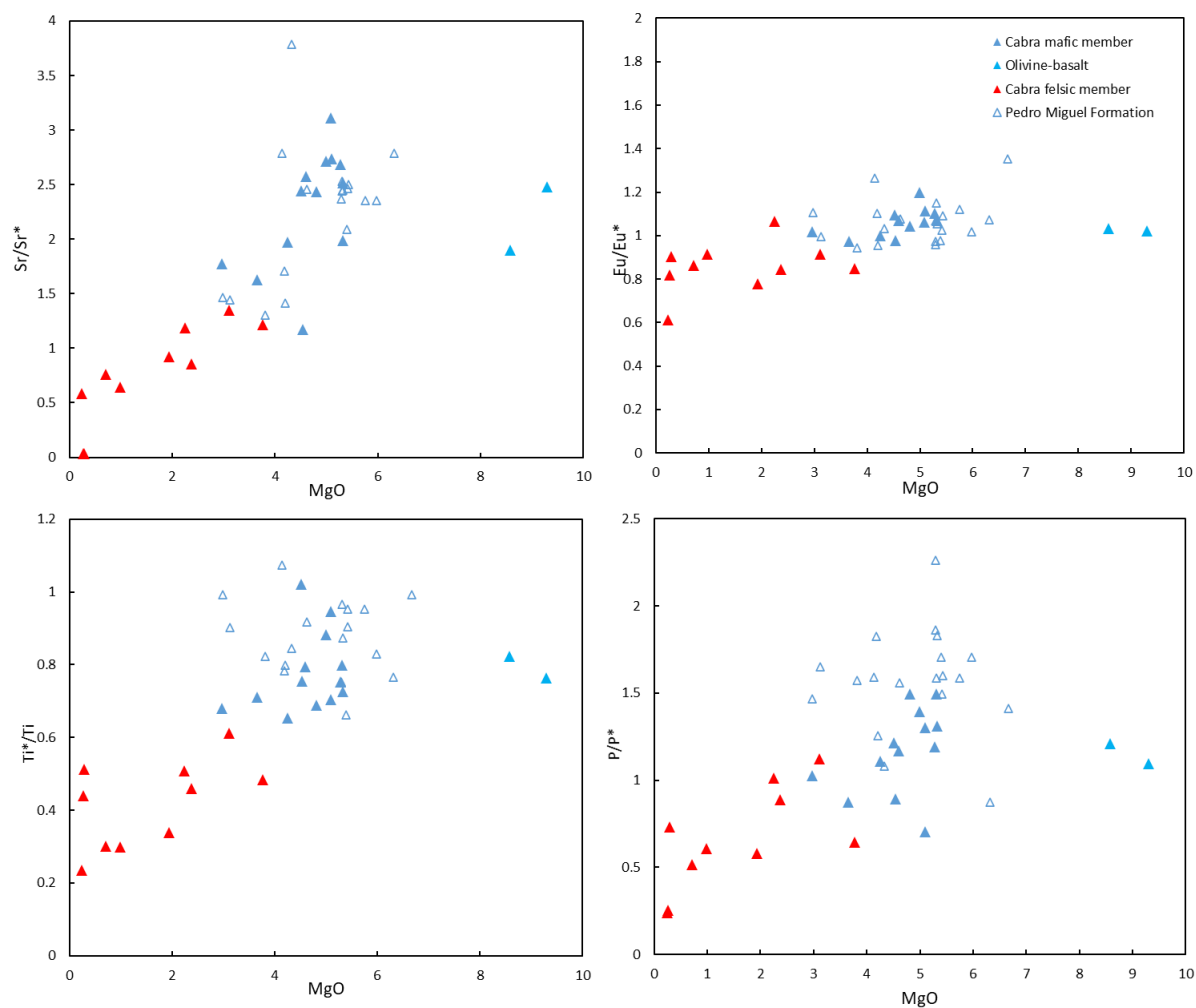 4
3.5
3
2.5
2
1.5
1
0.5
0
Sr/Sr*
0 2 4 6 8 10
MgO
2
1.8
1.6
1.4
1.2
1
0.8
0.6
0.4
0.2
0
Eu/Eu*
Cabra mafic member
Olivine-basalt
Cabra felsic member
Pedro Miguel Formation
0 1 2 3 4 5 6 7 8 9 10
MgO
1.2
1
0.8
0.6
0.4
0.2
0
Ti*/Ti
0 2 4 6 8 10
MgO
2.5
2
1.5
1
0.5
0
P/P*
0 1 2 3 4 5 6 7 8 9 10
MgO